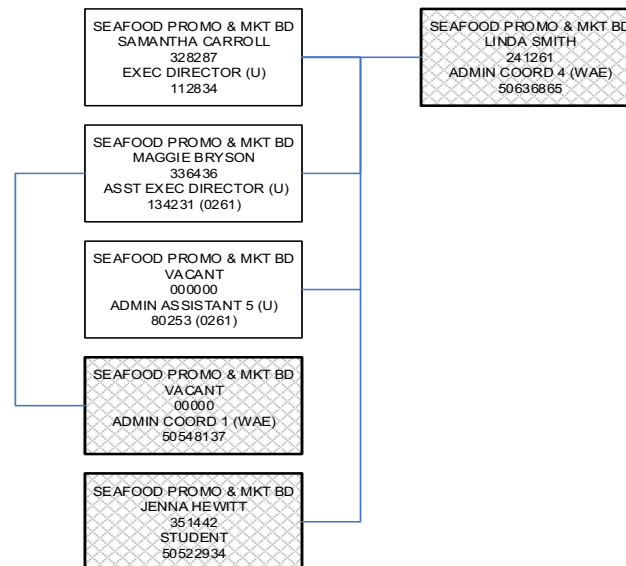 SEAFOOD PROMO & MKT BD
SAMANTHA CARROLL
328287
EXEC DIRECTOR (U)
112834
SEAFOOD PROMO & MKT BD
LINDA SMITH
241261
ADMIN COORD 4 (WAE)
50636865
SEAFOOD PROMO & MKT BD
MAGGIE BRYSON
336436
ASST EXEC DIRECTOR (U)
134231 (0261)
SEAFOOD PROMO & MKT BD
VACANT
000000
ADMIN ASSISTANT 5 (U)
80253 (0261)
SEAFOOD PROMO & MKT BD
VACANT
00000
ADMIN COORD 1 (WAE)
50548137
SEAFOOD PROMO & MKT BD
JENNA HEWITT
351442
STUDENT
50522934